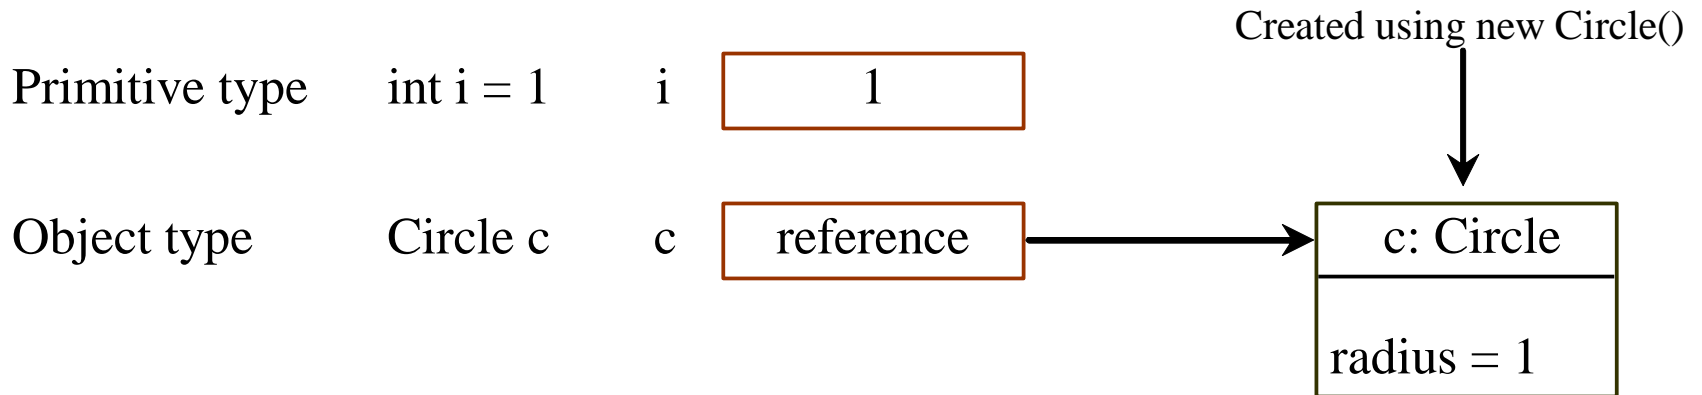 Created using new Circle()
Primitive type int i = 1 i 1
Object type Circle c c reference c: Circle
radius = 1